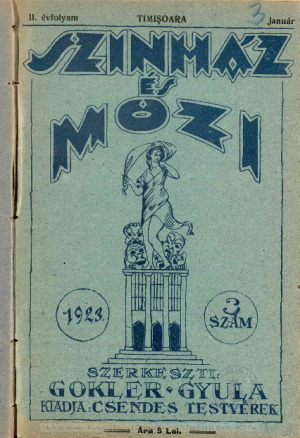 II. évfolyam TIMIȘOARA 3 január
SZINHÁZ
ÉS
MOZI
1923
3
SZÁM
SZERKESZTI:
GOKLER GYULA
KIADJA: CSENDES TESTVÉREK
Ára 5 Lei.